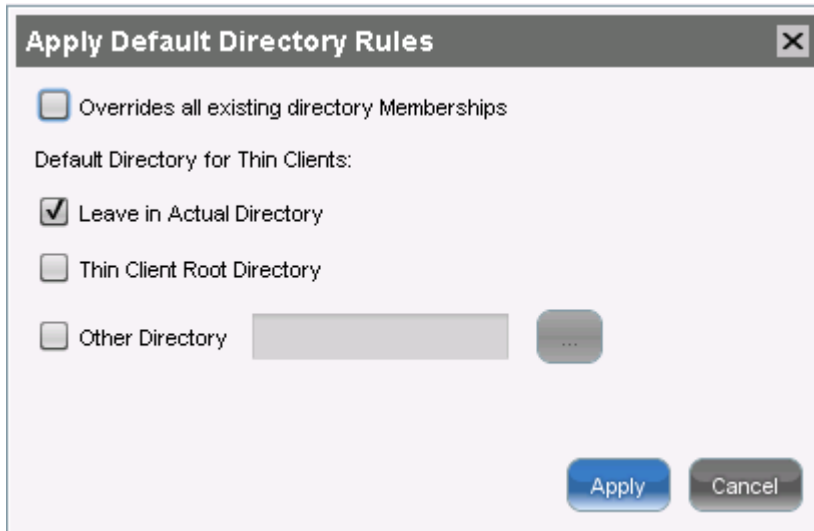 Apply Default Directory Rules
Overrides all existing directory Memberships
Default Directory for Thin Clients:
Leave in Actual Directory
Thin Client Root Directory
Other Directory ...
Apply Cancel